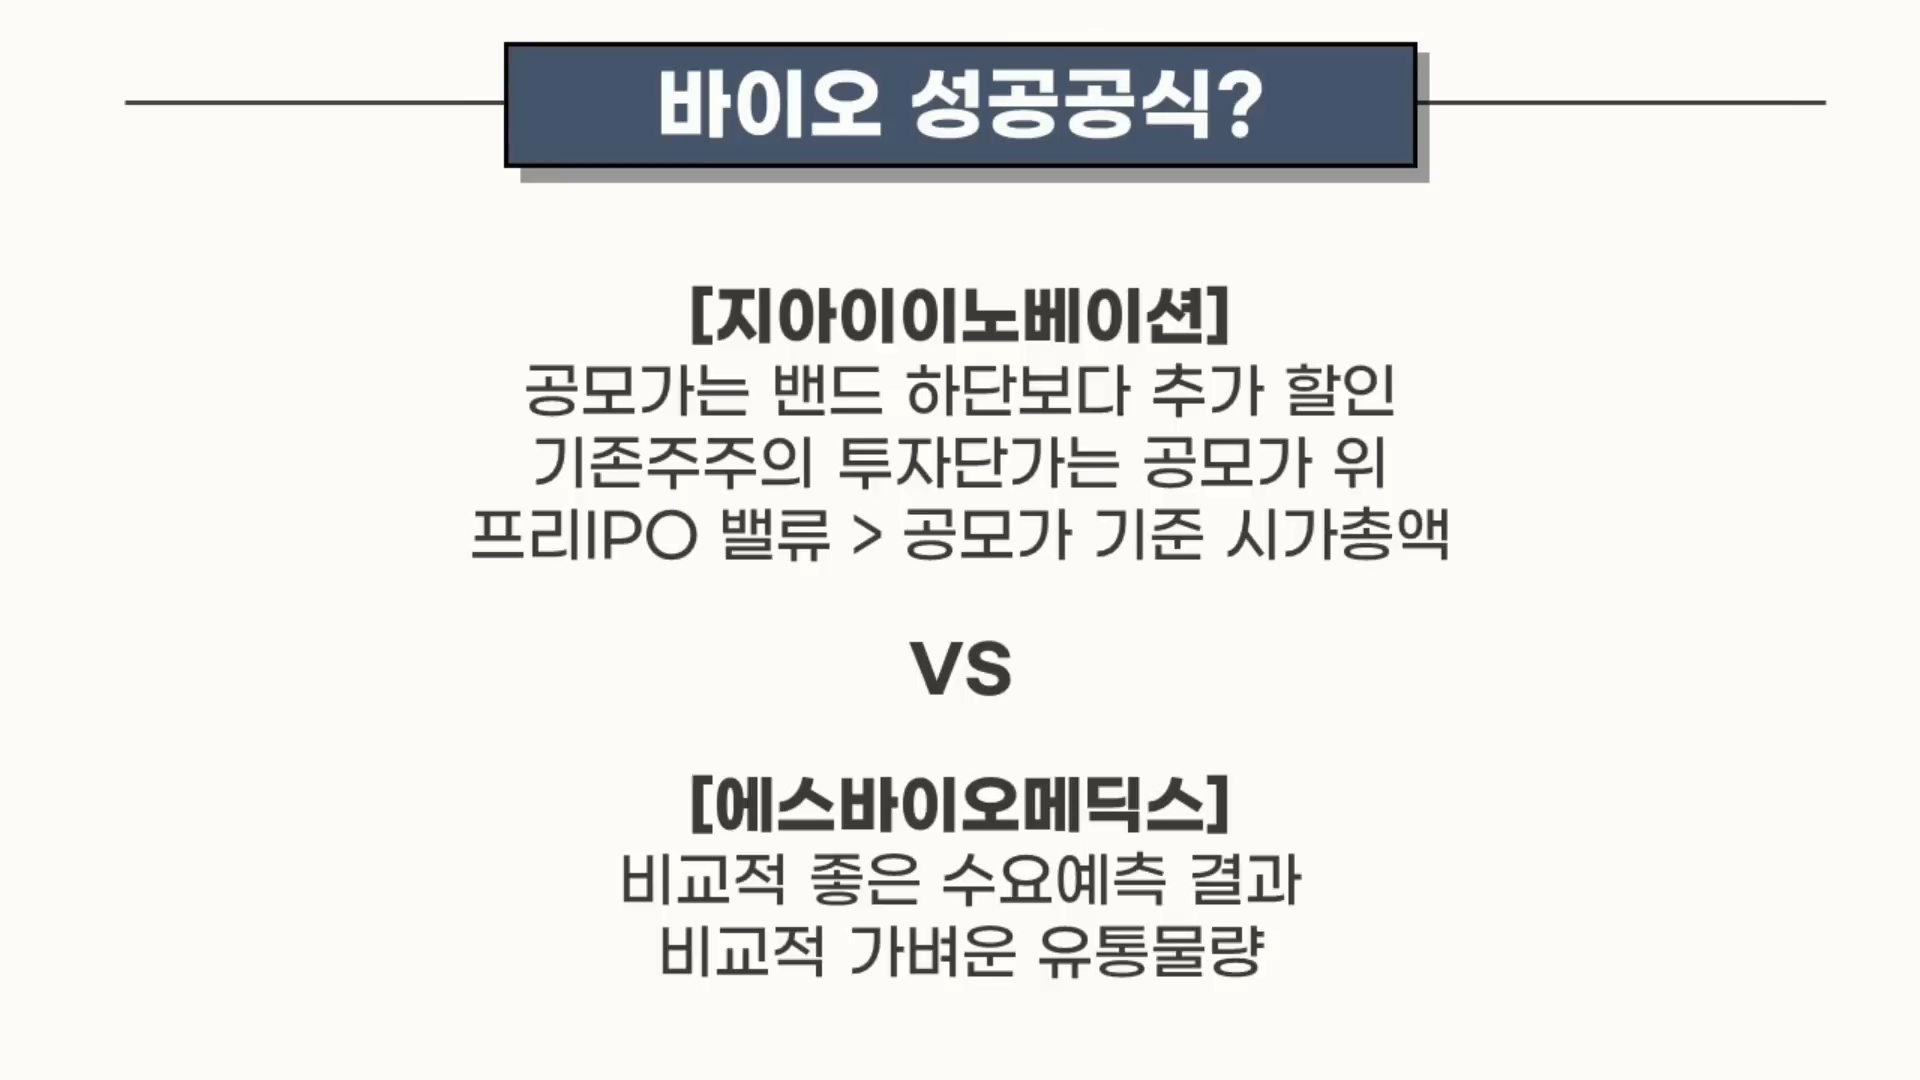 바이오 성공공식?
[지아이이노베이션]
공모가는 밴드 하단보다 추가 할인
기존주주의 투자단가는 공모가 위
프리IPO 밸류 > 공모가 기준 시가총액
VS
[에스바이오메딕스]
비교적 좋은 수요예측 결과
비교적 가벼운 유통물량